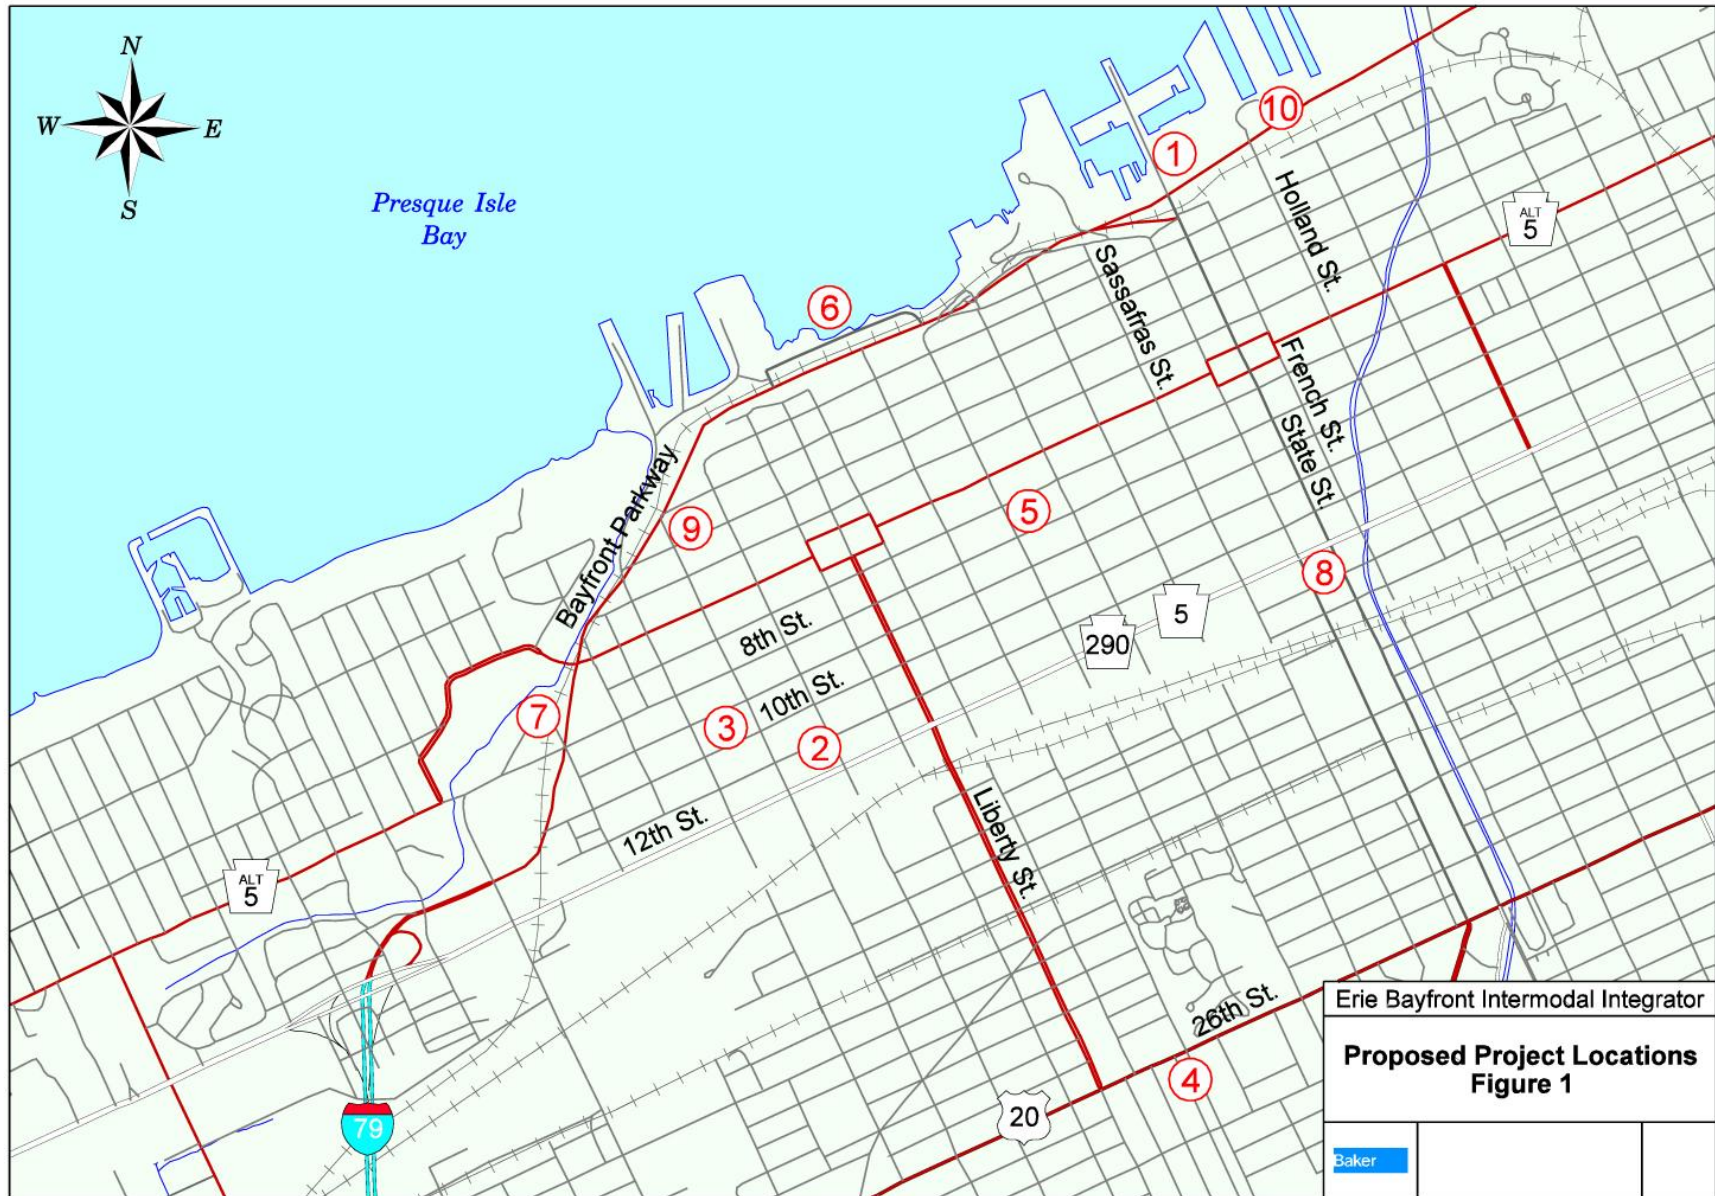 N
W
E
S
Presque Isle
Bay
10
1
Holland St.
ALT
5
Sassafras St.
6
French St.
State St.
Bayfront Parkway
9
5
8
8th St.
5
290
7
10th St.
3
2
12th St.
Liberty St.
ALT
5
26th St.
4
20
79
Erie Bayfront Intermodal Integrator
Proposed Project Locations
Figure 1
Baker